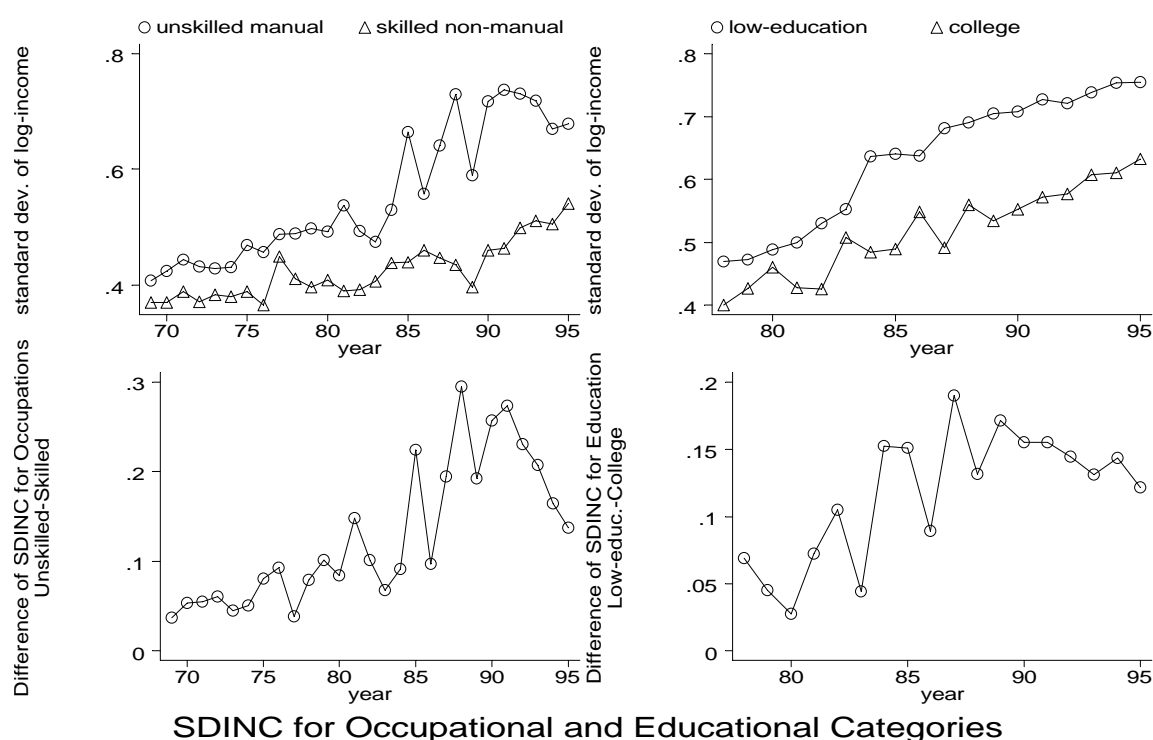 unskilled manual skilled non-manual
standard dev. of log-income
.8
.6
.4
70 75 80 85 90 95
year
low-education college
standard dev. of log-income
.8
.7
.6
.5
.4
80 85 90 95
year
Difference of SDINC for Occupations
Unskilled-Skilled
.3
.2
.1
0
70 75 80 85 90 95
year
Difference of SDINC for Education
Low-educ.-College
.2
.15
.1
.05
0
80 85 90 95
year
SDINC for Occupational and Educational Categories